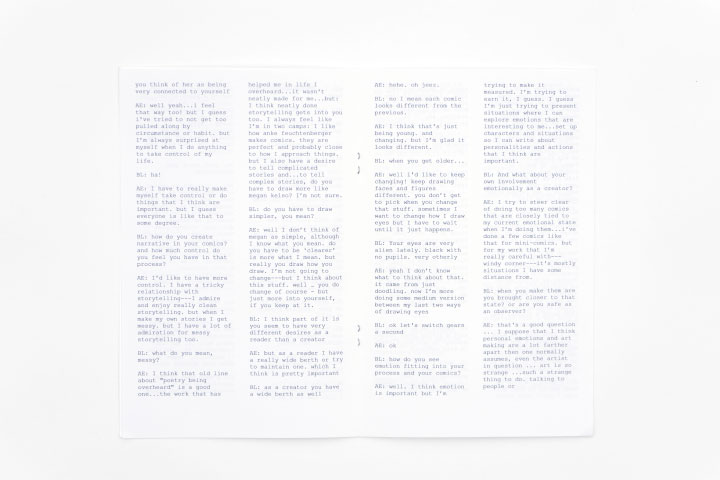 you think of her as being
very connected to yourself
AE: well yeah...I feel
that way too! but I guess
i've tried to not get too
pulled along by
circumstance or habit. but
I'm always surprised at
myself when I do anything
to take control of my
life.
BL: ha!
AE: I have to really make
myself take control or do
things that I think are
important. but I guess
everyone is like that to
some degree.
BL: how do you create
narrative in your comics?
and how much control do
you feel you have in that
process?
AE: I'd like to have more
control. I have a tricky
relationship with
storytelling---I admire
and enjoy really clean
storytelling. but when I
make my own stories I get
messy. but I have a lot of
admiration for messy
storytelling too.
BL: what do you mean,
messy?
AE: I think that old line
about "poetry being
overheard" is a good
one...the work that has
helped me in life I
overheard...it wasn't
neatly made for me...but:
I think neatly done
storytelling gets into you
too. I always feel like
I'm in two camps: I like
how anke feuchtenberger
makes comics. they are
perfect and probably close
to how I approach things.
but I also have a desire
to tell complicated
stories and...to tell
complex stories, do you
have to draw more like
megan kelso? I'm not sure.
BL: do you have to draw
simpler, you mean?
AE: well I don't think of
megan as simple, although
I know what you mean. do
you have to be 'clearer'
is more what I mean. but
really you draw how you
draw. I'm not going to
change---but I think about
this stuff. well , you do
change of course - but
just more into yourself,
if you keep at it.
BL: I think part of it is
you seem to have very
different desires as a
reader than a creator
AE: but as a reader I have
a really wide berth or try
to maintain one. which I
think is pretty important
BL: as a creator you have
a wide berth as well
AE: hehe. oh jeez.
BL: no I mean each comic
looks different from the
previous.
AE: I think that's just
being young. and
changing. but I'm glad it
looks different.
BL: when you get older...
AE: well I'd like to keep
changing! keep drawing
faces and figures
different. you don't get
to pick when you change
that stuff. sometimes I
want to change how I draw
eyes but I have to wait
until it just happens.
BL: Your eyes are very
alien lately, black with
no pupils. very otherly
AE: yeah I don't know
what to think about that.
it came from just
doodling. now I'm more
doing some medium version
between my last two ways
of drawing eyes
BL: ok let's switch gears
a second
AE: ok
BL: how do you see
emotion fitting into your
process and your comics?
AE: well. I think emotion
is important but I'm
trying to make it
measured. I'm trying to
earn it, I guess. I guess
I'm just trying to present
situations where I can
explore emotions that are
interesting to me...set up
characters and situations
so I can write about
personalities and actions
that I think are
important.
BL: And what about your
own involvement
emotionally as a creator?
AE: I try to steer clear
of doing too many comics
that are closely tied to
my current emotional state
when I'm doing them...i've
done a few comics like
that for mini-comics. but
for my work that I'm
really careful with---
windy corner---it's mostly
situations I have some
distance from.
BL: when you make them are
you brought closer to that
state? or are you safe as
an observer?
AE: that's a good question
... I suppose I think
personal emotions and art
making are a lot farther
apart then one normally
assumes, even the artist
in question ... art is so
strange ...such a strange
thing to do. talking to
people or